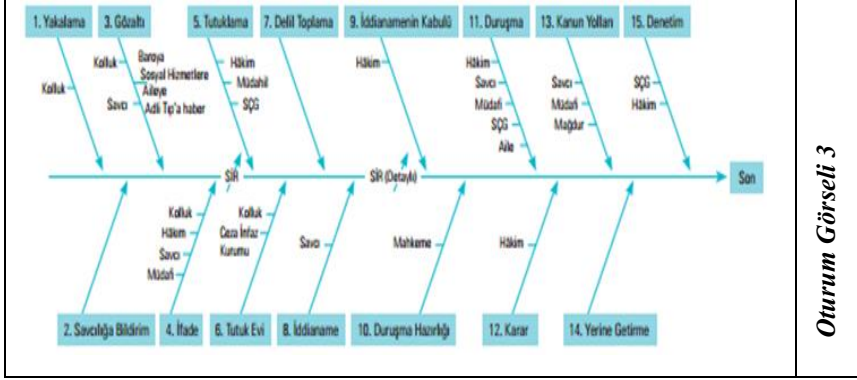 1. Yakalama
3. Gözaltı
5. Tutuklama
7. Delil Toplama
9. İddianamenin Kabulü
11. Duruşma
13. Kanun Yolları
15. Denetim
Kolluk
Kolluk
Savcı
Baroya
Sosyal Hizmetlere
Aileye
Adli Tıp'a haber
Hâkim
Müdahil
SÇG
Hâkim
Hâkim
Savcı
Müdafi
SÇG
Aile
Savcı
Müdafi
Mağdur
SÇG
Hâkim
SİR
SİR (Detaylı)
Son
Kolluk
Hâkim
Savcı
Müdafi
Kolluk
Ceza İnfaz
Kurumu
Savcı
Mahkeme
Hâkim
2. Savcılığa Bildirim
4. İfade
6. Tutuk Evi
8. İddianame
10. Duruşma Hazırlığı
12. Karar
14. Yerine Getirme
Oturum Görseli 3